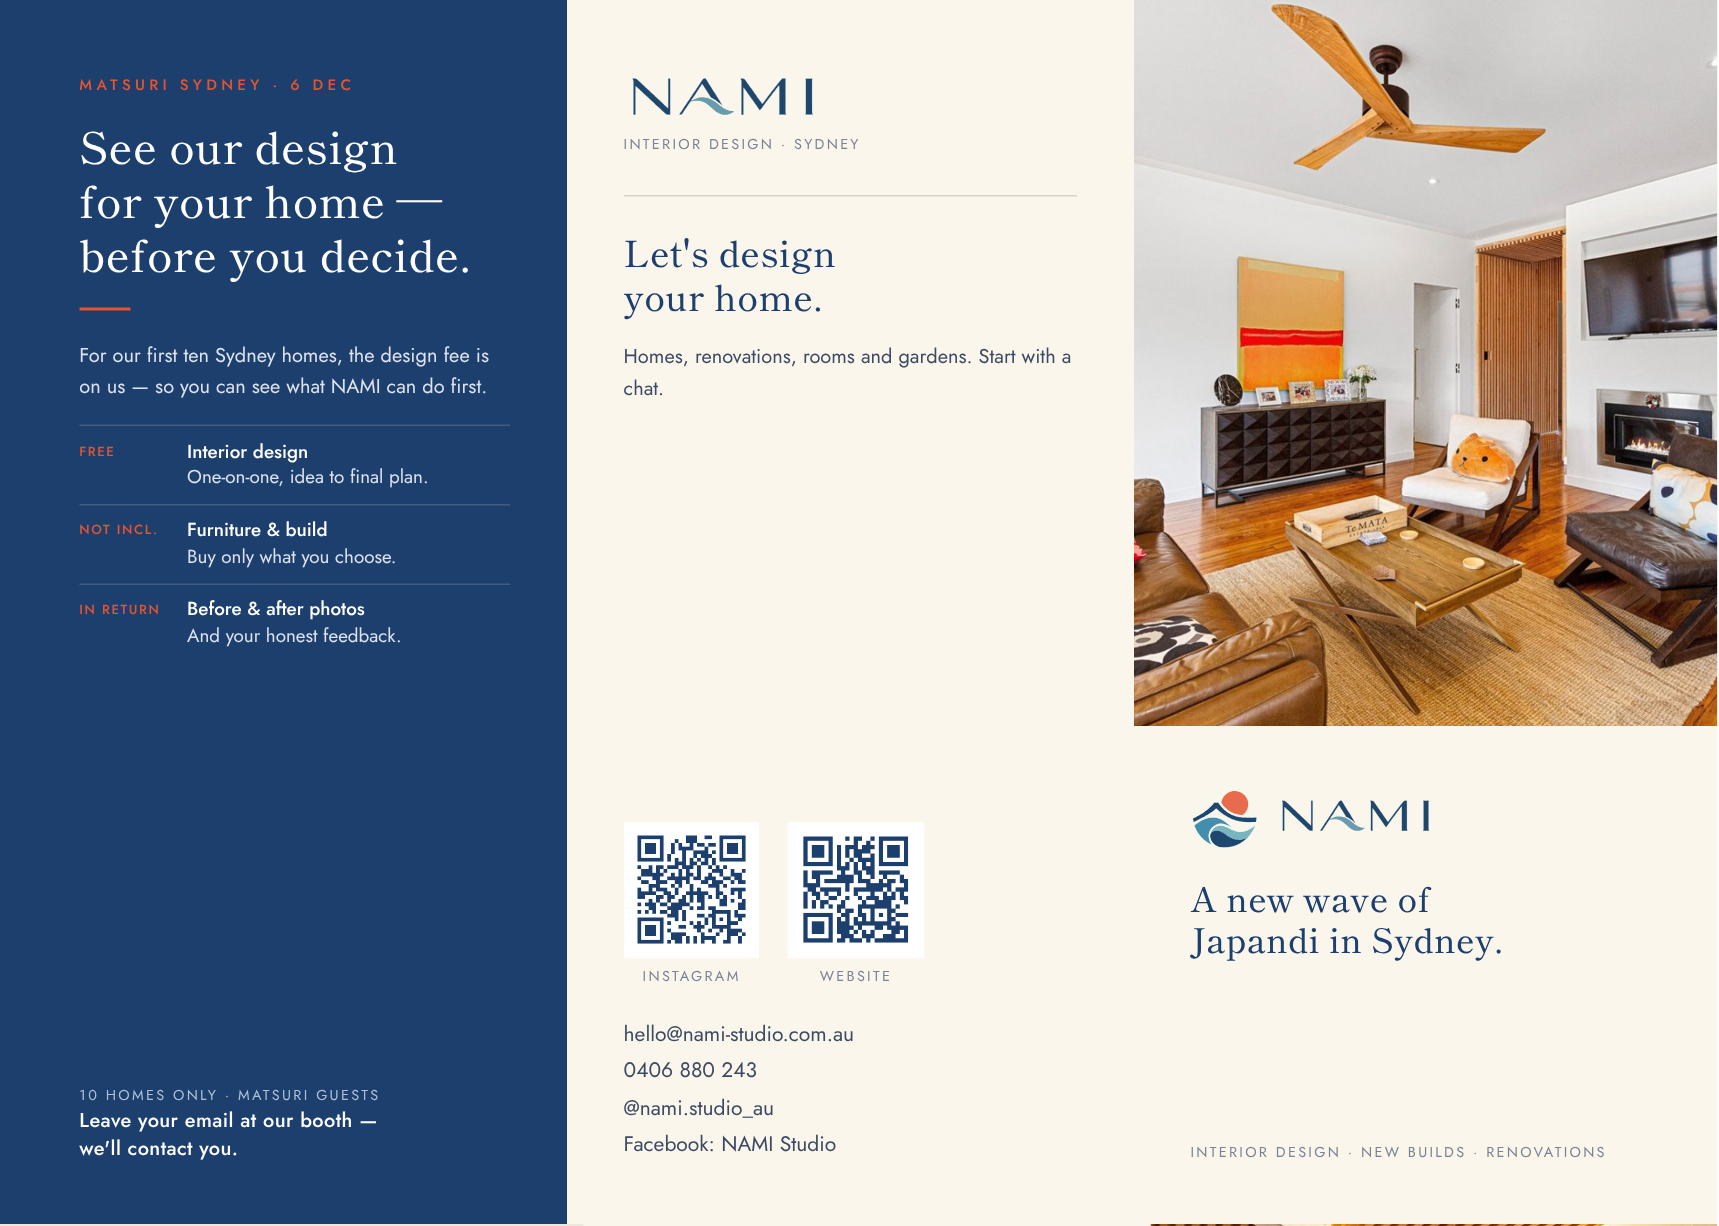 MATSURI SYDNEY · 6 DEC
See our design
for your home —
before you decide.
For our first ten Sydney homes, the design fee is
on us — so you can see what NAMI can do first.
FREE
Interior design
One-on-one, idea to final plan.
NOT INCL.
Furniture & build
Buy only what you choose.
IN RETURN
Before & after photos
And your honest feedback.
10 HOMES ONLY · MATSURI GUESTS
Leave your email at our booth —
we'll contact you.
NAMI
INTERIOR DESIGN · SYDNEY
Let's design
your home.
Homes, renovations, rooms and gardens. Start with a
chat.
INSTAGRAM
WEBSITE
hello@nami-studio.com.au
0406 880 243
@nami.studio_au
Facebook: NAMI Studio
TeMATA
NAMI
A new wave of
Japandi in Sydney.
INTERIOR DESIGN · NEW BUILDS · RENOVATIONS